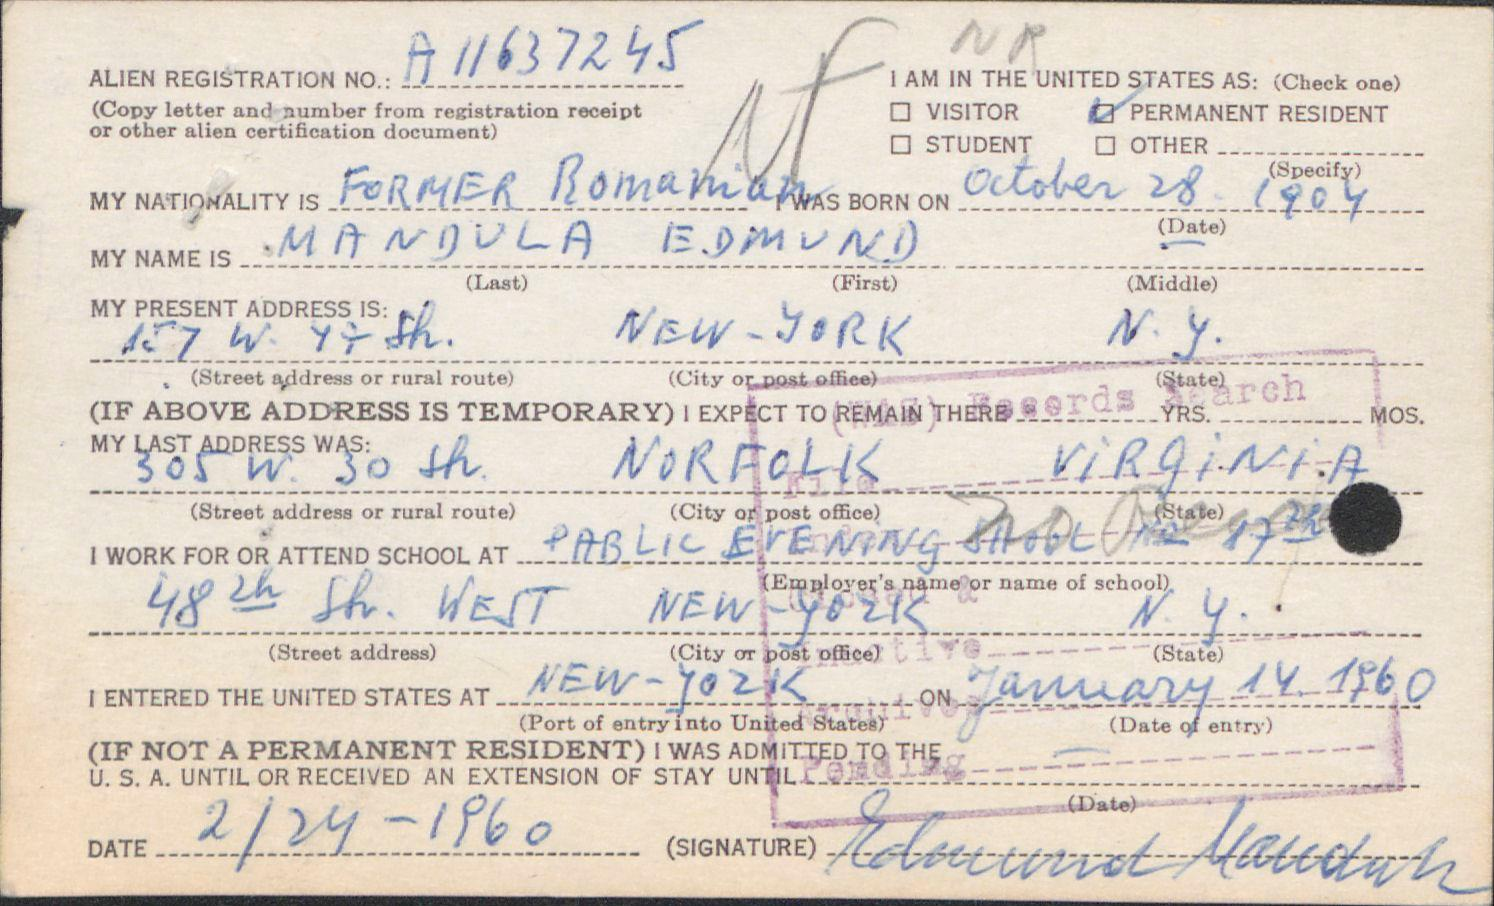 NR
ALIEN REGISTRATION NO.: A 11637245 I AM IN THE UNITED STATES AS: (Check one)
(Copy letter and number from registration receipt ☐ VISITOR ☑ PERMANENT RESIDENT
or other alien certification document) ☐ STUDENT ☐ OTHER
(Specify)
MY NATIONALITY IS FORMER Romanian I WAS BORN ON October 28. 1904
(Date)
MY NAME IS MANDULA EDMUND
(Last) (First) (Middle)
MY PRESENT ADDRESS IS:
157 W. 47 Sh. NEW-YORK N. Y.
(Street address or rural route) (City or post office) (State)
(WAS) Records Search
(IF ABOVE ADDRESS IS TEMPORARY) I EXPECT TO REMAIN THERE YRS. MOS.
MY LAST ADDRESS WAS:
305 W. 30 Sh. NORFOLK VIRGINIA
File
(Street address or rural route) (City or post office) (State)
Index No Record
I WORK FOR OR ATTEND SCHOOL AT PABLIC EVENING SHOOL No 17th
(Employer's name or name of school)
48th Sh. WEST NEW-YORK N. Y.
Closed &
Inactive
(Street address) (City or post office) (State)
I ENTERED THE UNITED STATES AT NEW-YORK ON January 14. 1960
Archives
(Port of entry into United States) (Date of entry)
(IF NOT A PERMANENT RESIDENT) I WAS ADMITTED TO THE
U. S. A. UNTIL OR RECEIVED AN EXTENSION OF STAY UNTIL
Pending
(Date)
DATE 2/24-1960 (SIGNATURE) Edmund Mandula